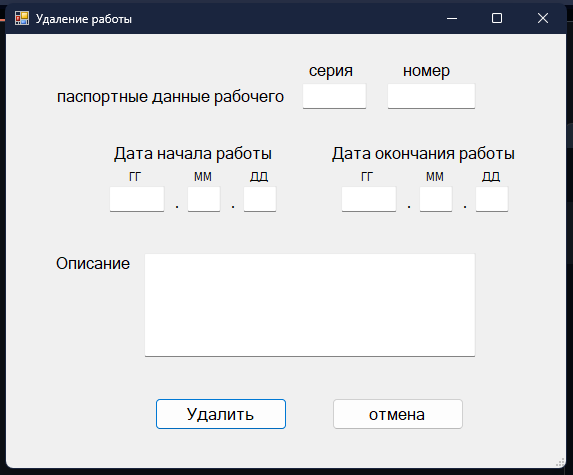 Удаление работы
серия номер
паспортные данные рабочего
Дата начала работы Дата окончания работы
ГГ ММ ДД ГГ ММ ДД
. . . .
Описание
Удалить отмена